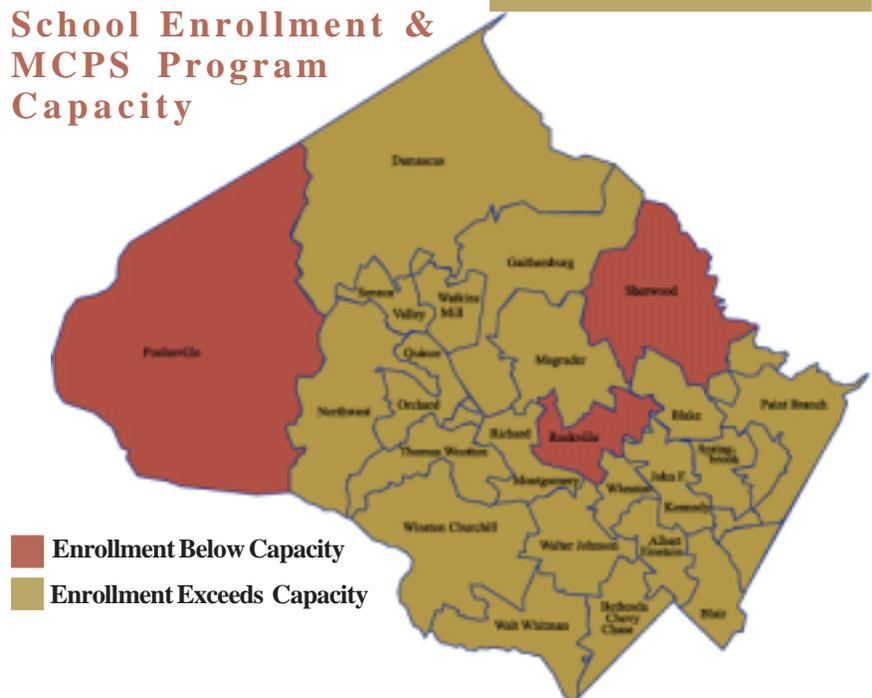 School Enrollment &
MCPS Program
Capacity
Damascus
Gaithersburg
Sherwood
Seneca
Valley
Watkins
Mill
Poolesville
Quince
Orchard
Magruder
Northwest
Richard
Montgomery
Rockville
Blake
Paint Branch
Thomas Wootton
Spring-
brook
Wheaton
John F.
Kennedy
Winston Churchill
Walter Johnson
Albert
Einstein
Walt Whitman
Bethesda
Chevy
Chase
Blair
Enrollment Below Capacity
Enrollment Exceeds Capacity